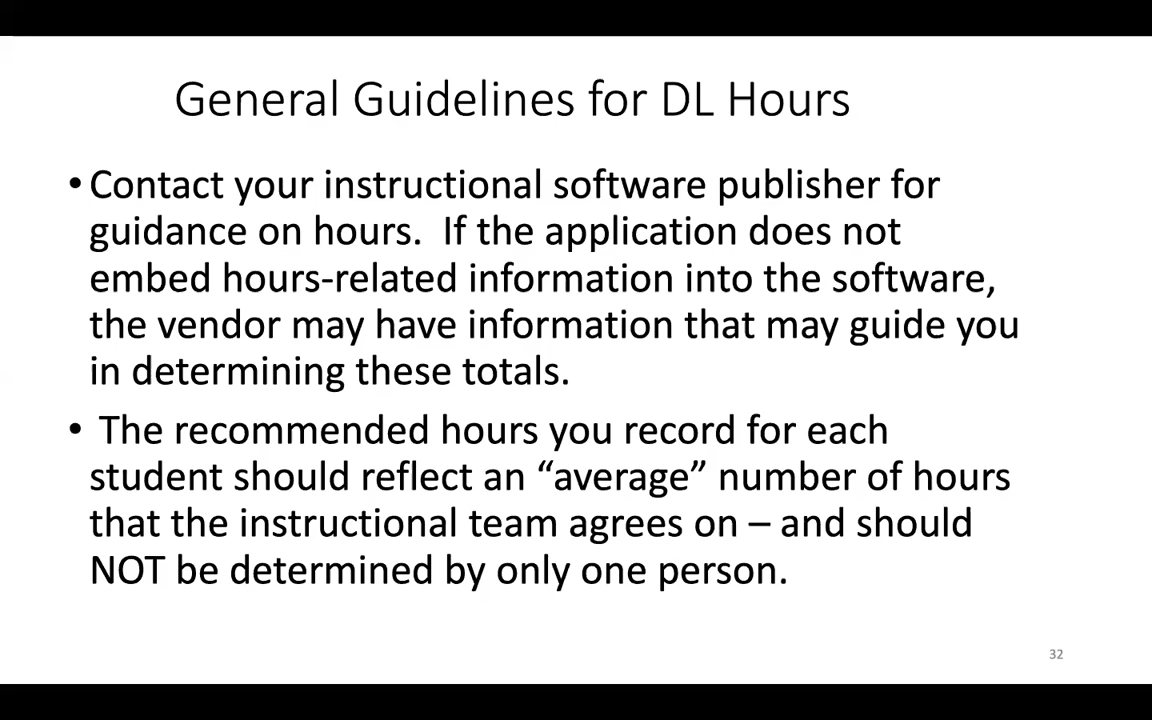 General Guidelines for DL Hours
•Contact your instructional software publisher for
guidance on hours.  If the application does not
embed hours-related information into the software,
the vendor may have information that may guide you
in determining these totals.
• The recommended hours you record for each
student should reflect an “average” number of hours
that the instructional team agrees on – and should
NOT be determined by only one person.
32